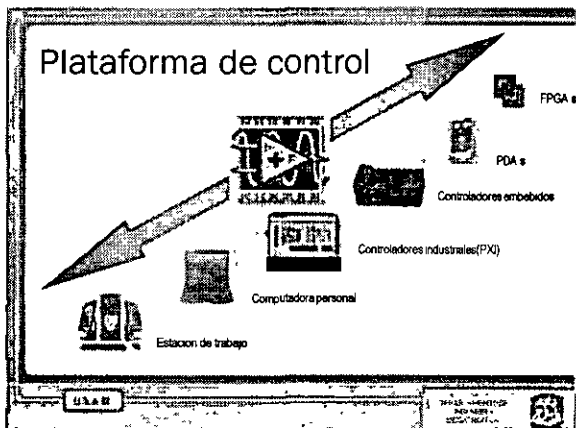 Plataforma de control
FPGA s
PDA s
Controladores embebidos
Controladores industriales(PXI)
Computadora personal
Estacion de trabajo